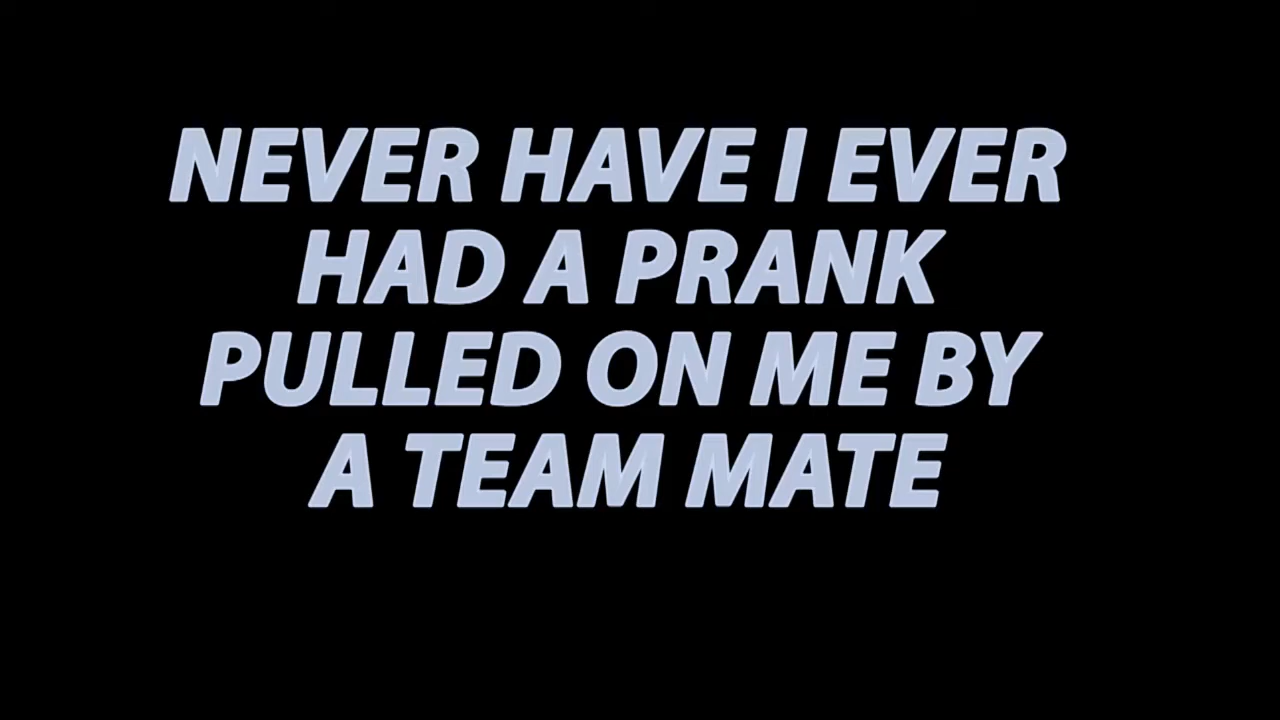 NEVER HAVE I EVER
HAD A PRANK
PULLED ON ME BY
A TEAM MATE